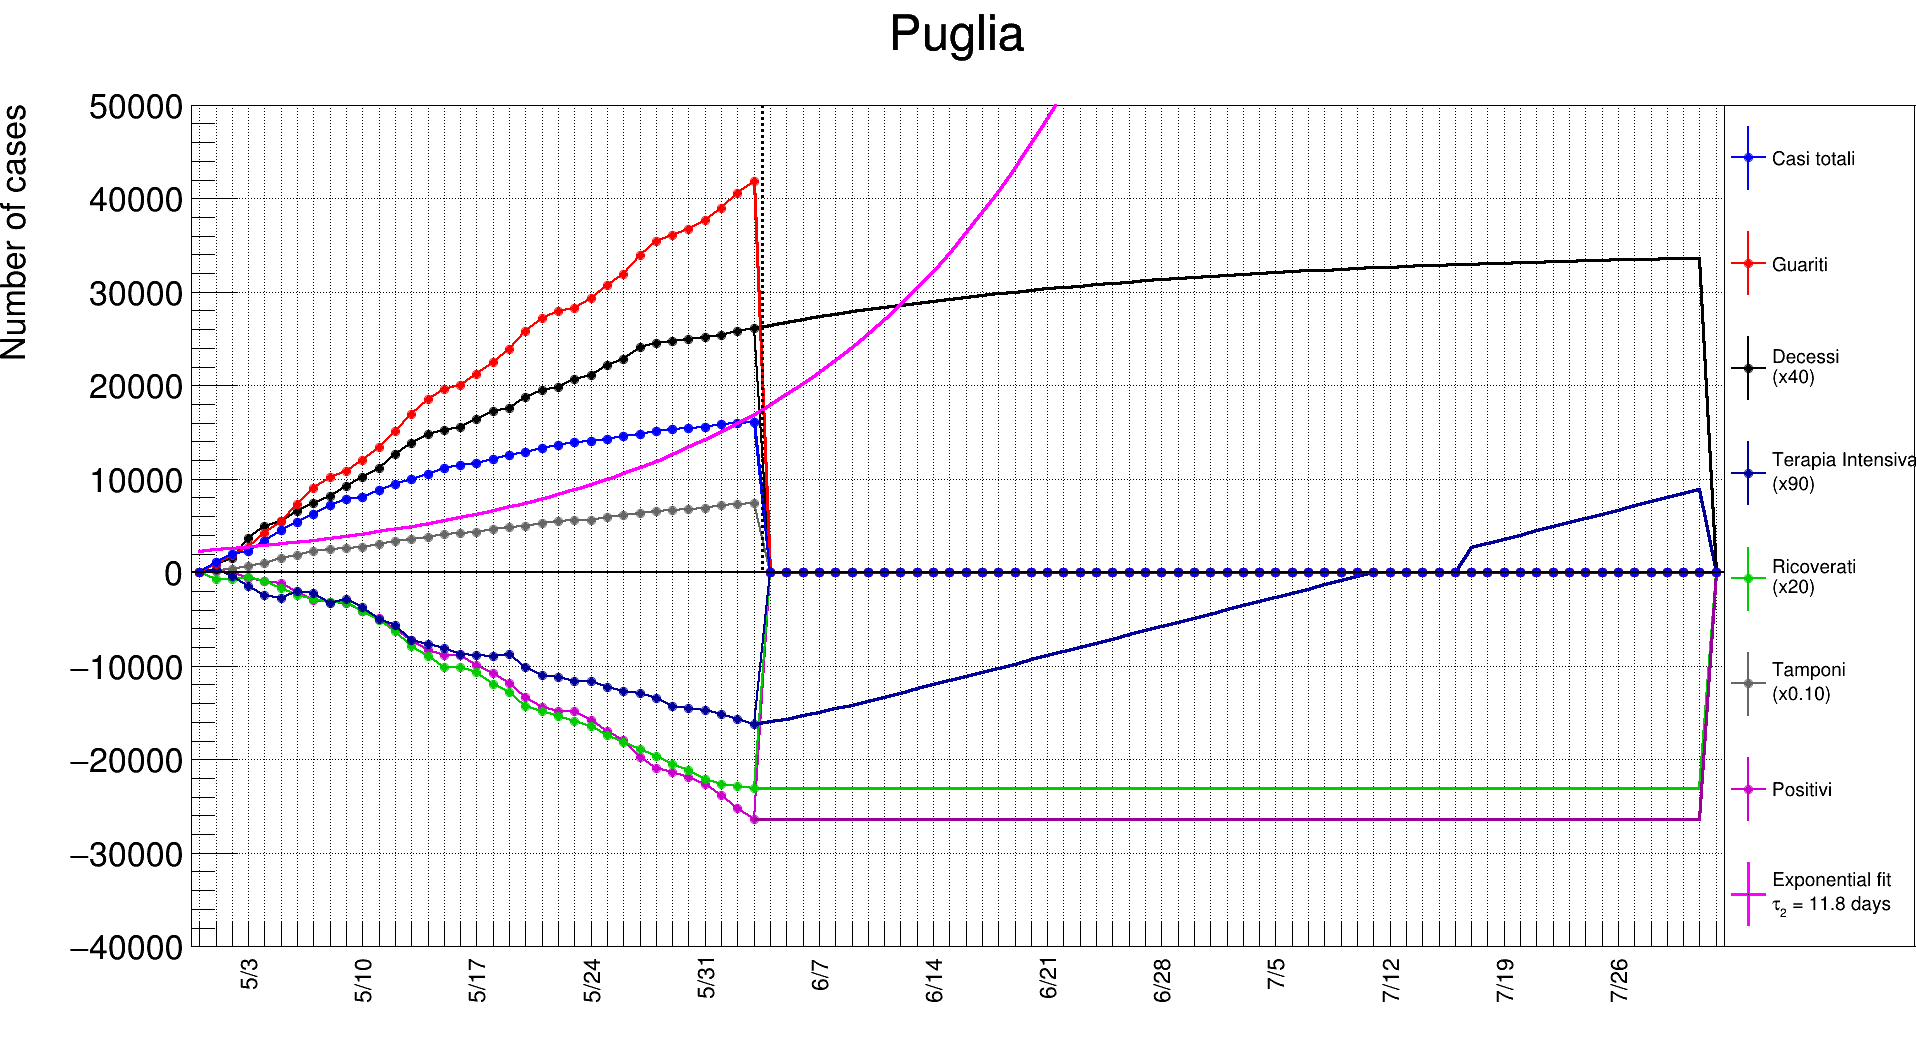 Puglia
Number of cases
50000
40000
30000
20000
10000
0
−10000
−20000
−30000
−40000
5/3
5/10
5/17
5/24
5/31
6/7
6/14
6/21
6/28
7/5
7/12
7/19
7/26
Casi totali
Guariti
Decessi
(x40)
Terapia Intensiva
(x90)
Ricoverati
(x20)
Tamponi
(x0.10)
Positivi
Exponential fit
τ2 = 11.8 days